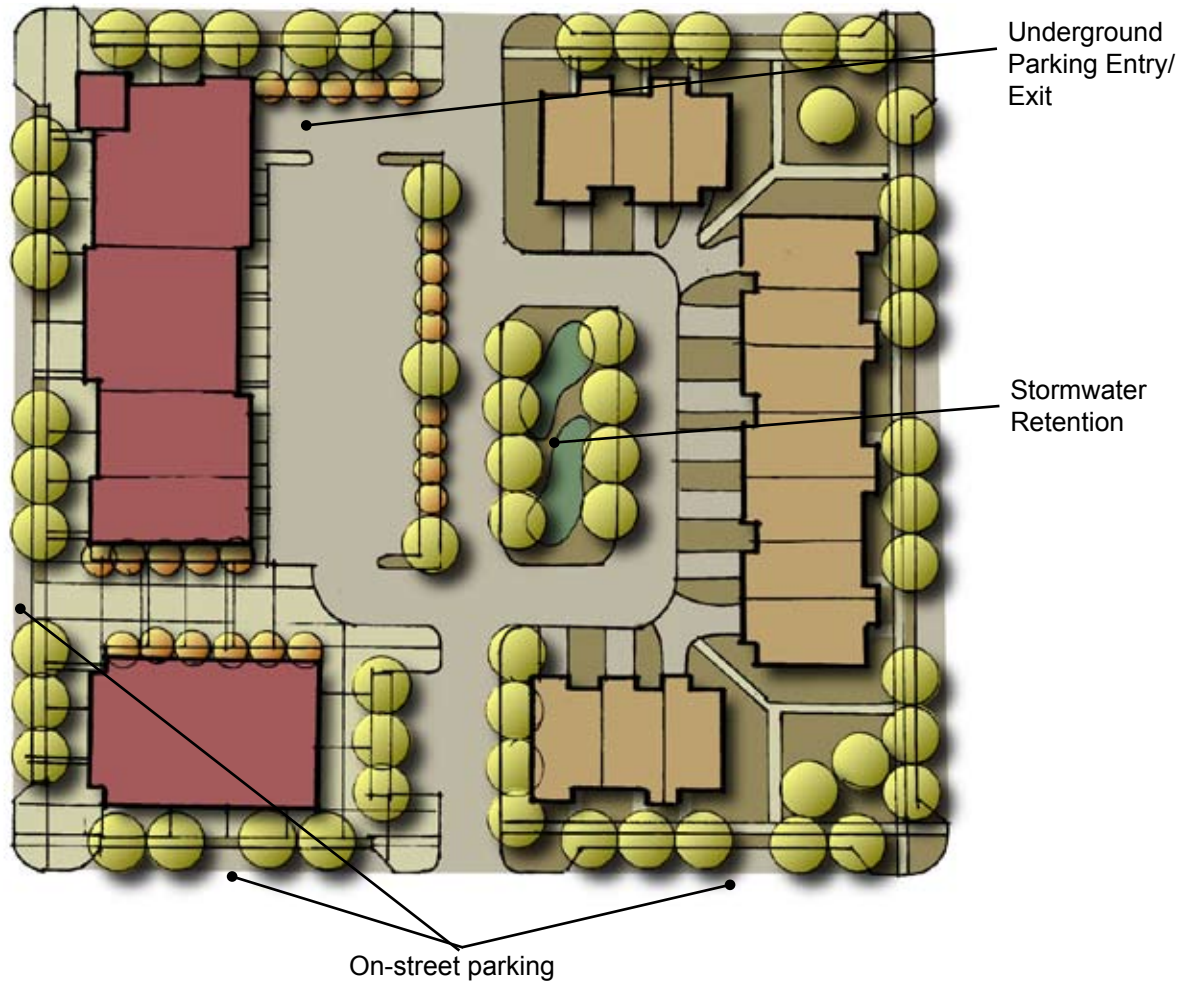 Underground
Parking Entry/
Exit
Stormwater
Retention
On-street parking